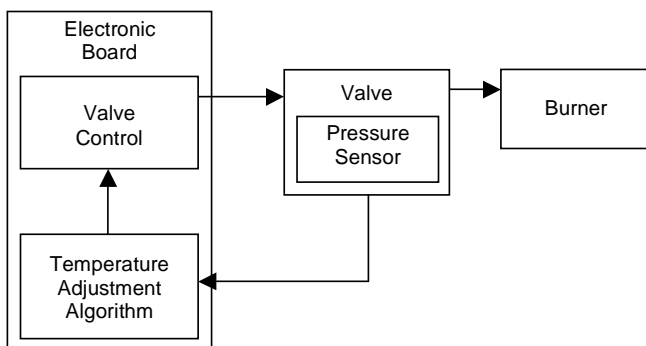 Electronic
Board
Valve
Control
Valve
Pressure
Sensor
Burner
Temperature
Adjustment
Algorithm